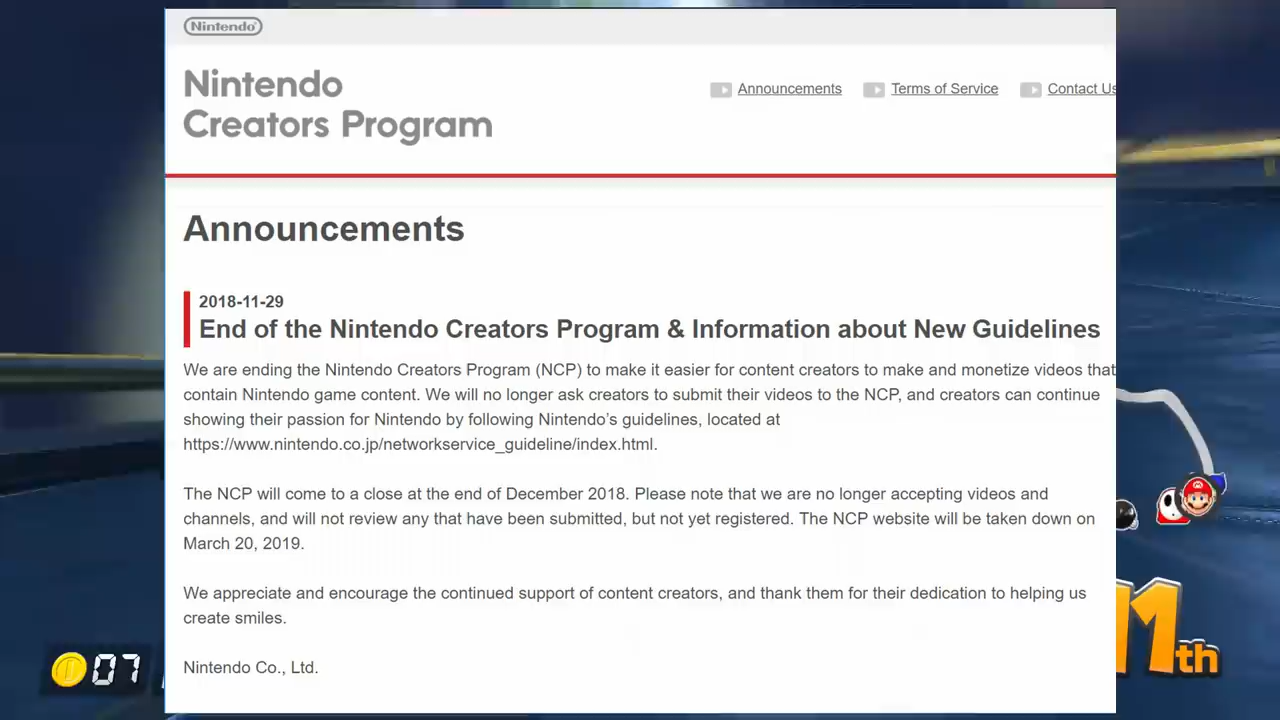 Nintendo
Nintendo
Creators Program
Announcements
Terms of Service
Contact Us
Announcements
2018-11-29
End of the Nintendo Creators Program & Information about New Guidelines
We are ending the Nintendo Creators Program (NCP) to make it easier for content creators to make and monetize videos that
contain Nintendo game content. We will no longer ask creators to submit their videos to the NCP, and creators can continue
showing their passion for Nintendo by following Nintendo’s guidelines, located at
https://www.nintendo.co.jp/networkservice_guideline/index.html.
The NCP will come to a close at the end of December 2018. Please note that we are no longer accepting videos and
channels, and will not review any that have been submitted, but not yet registered. The NCP website will be taken down on
March 20, 2019.
We appreciate and encourage the continued support of content creators, and thank them for their dedication to helping us
create smiles.
Nintendo Co., Ltd.
07
11th